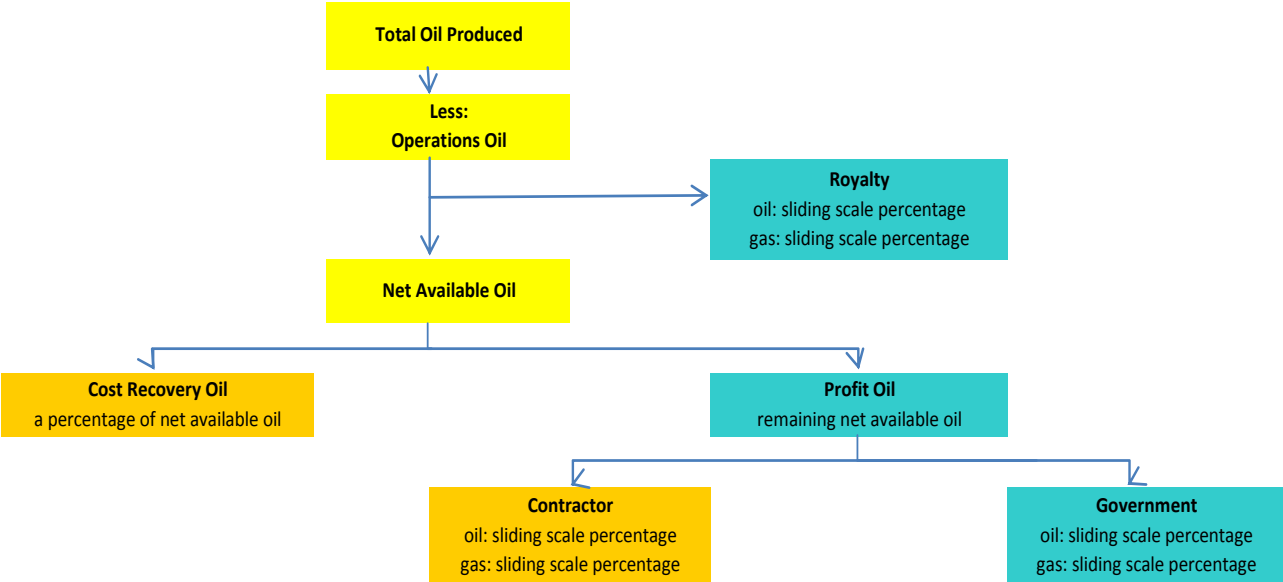 Total Oil Produced
Less:
Operations Oil
Royalty
oil: sliding scale percentage
gas: sliding scale percentage
Net Available Oil
Cost Recovery Oil
a percentage of net available oil
Profit Oil
remaining net available oil
Contractor
oil: sliding scale percentage
gas: sliding scale percentage
Government
oil: sliding scale percentage
gas: sliding scale percentage